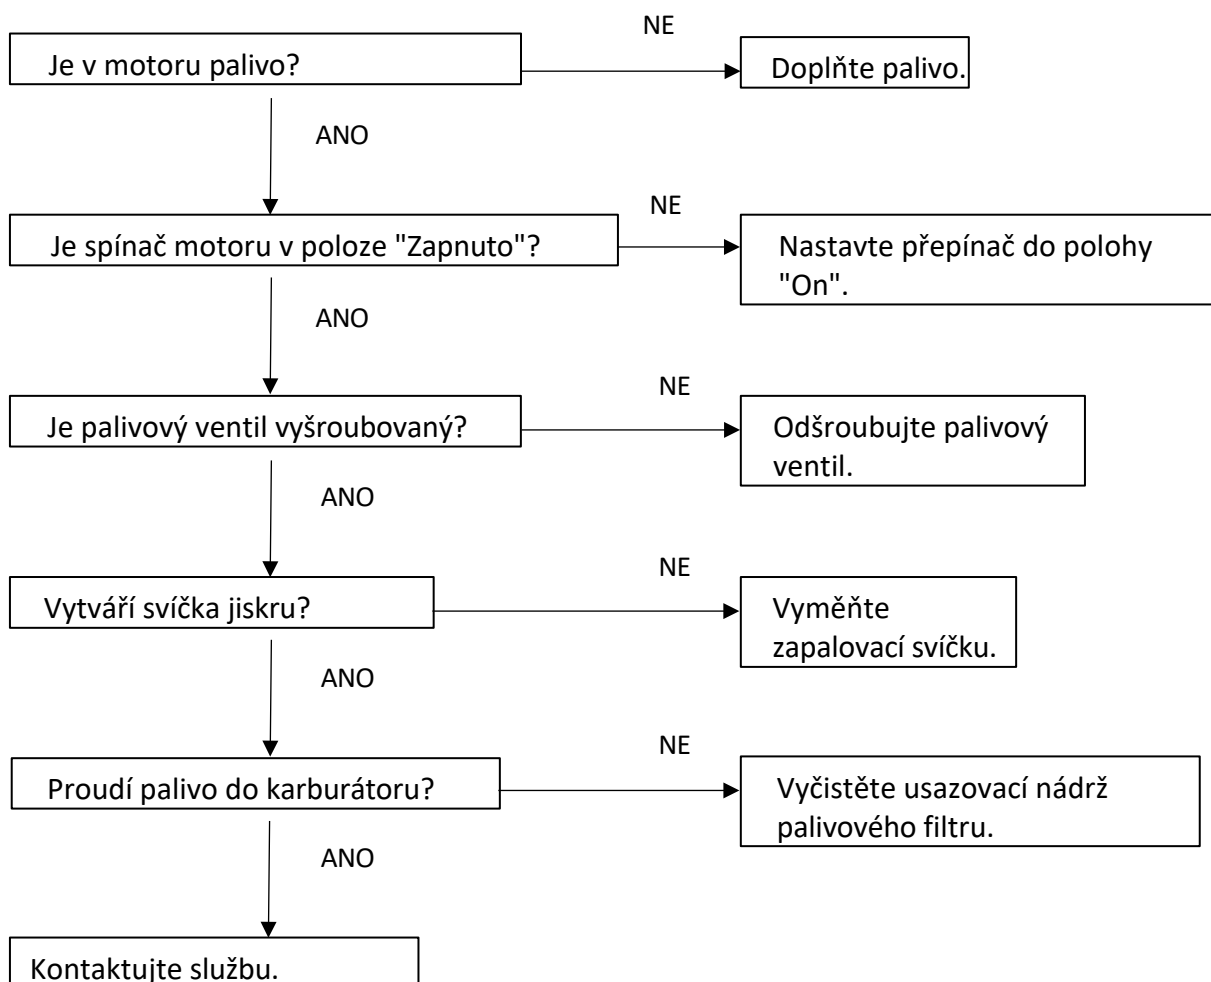 NE
Je v motoru palivo?
Doplňte palivo.
ANO
NE
Je spínač motoru v poloze "Zapnuto"?
Nastavte přepínač do polohy
"On".
ANO
NE
Je palivový ventil vyšroubovaný?
Odšroubujte palivový
ventil.
ANO
NE
Vytváří svíčka jiskru?
Vyměňte
zapalovací svíčku.
ANO
NE
Proudí palivo do karburátoru?
Vyčistěte usazovací nádrž
palivového filtru.
ANO
Kontaktujte službu.